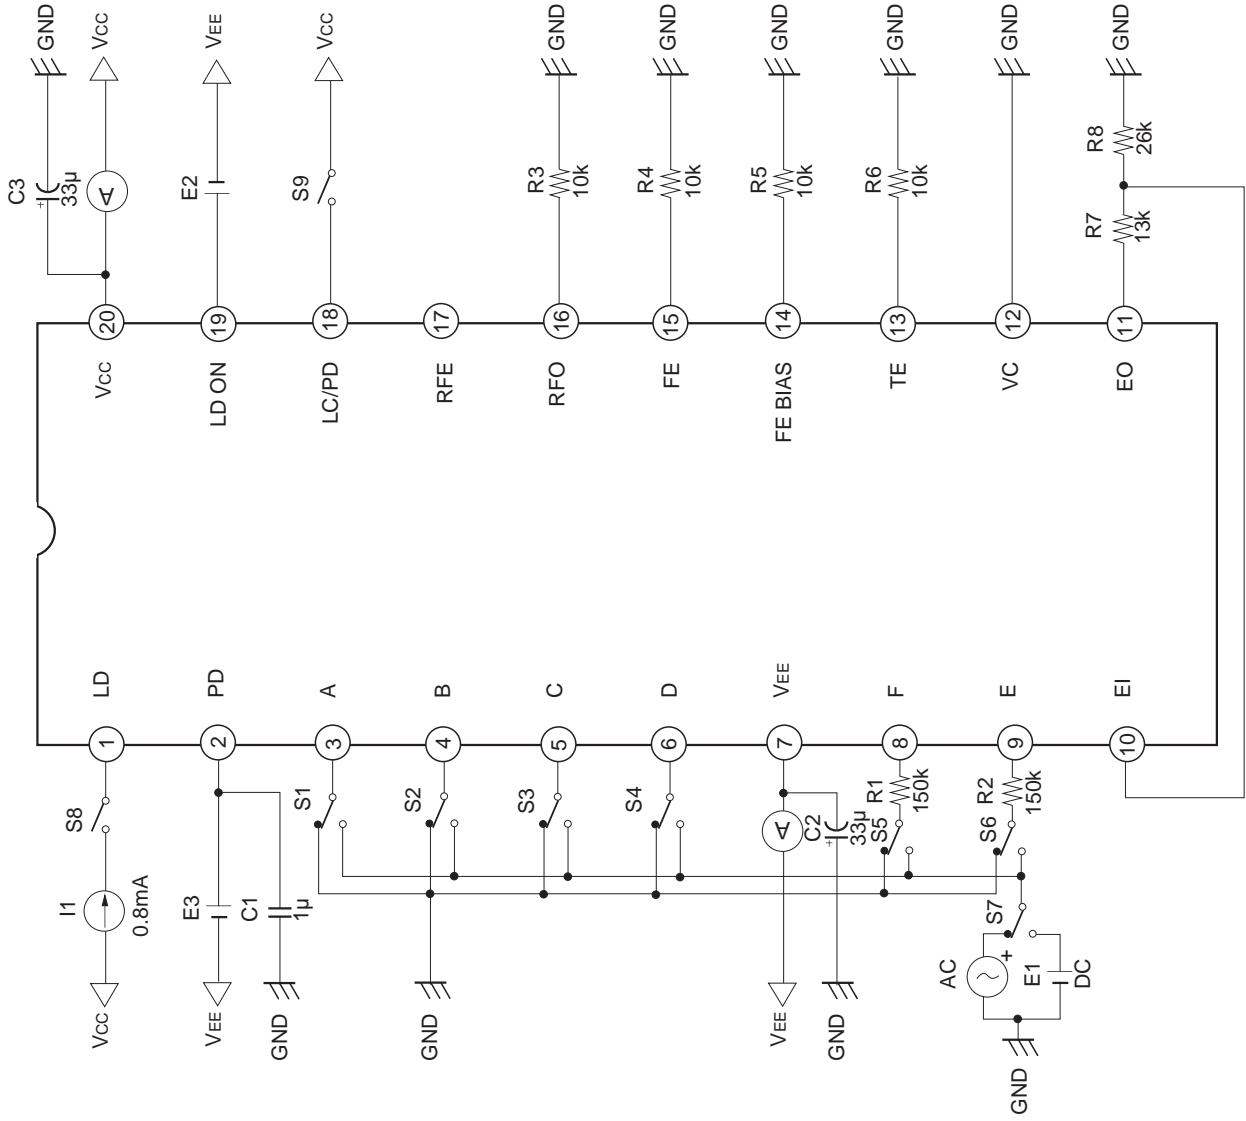 GND
VCC
VEE
VCC
GND
GND
GND
GND
GND
GND
C3
33µ
+
A
E2
S9
R3
10k
R4
10k
R5
10k
R6
10k
R8
26k
R7
13k
20
19
18
17
16
15
14
13
12
11
VCC
LD ON
LC/PD
RFE
RFO
FE
FE BIAS
TE
VC
EO
LD
PD
A
B
C
D
VEE
F
E
EI
1
2
3
4
5
6
7
8
9
10
S8
S1
S2
S3
S4
A
C2
33µ
+
R1
150k
S5
R2
150k
S6
I1
0.8mA
E3
C1
1µ
S7
AC
+
E1
DC
VCC
VEE
GND
GND
VEE
GND
GND